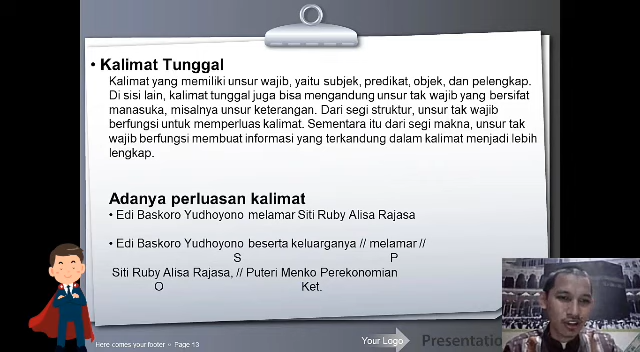 • Kalimat Tunggal
Kalimat yang memiliki unsur wajib, yaitu subjek, predikat, objek, dan pelengkap.
Di sisi lain, kalimat tunggal juga bisa mengandung unsur tak wajib yang bersifat
manasuka, misalnya unsur keterangan. Dari segi struktur, unsur tak wajib
berfungsi untuk memperluas kalimat. Sementara itu dari segi makna, unsur tak
wajib berfungsi membuat informasi yang terkandung dalam kalimat menjadi lebih
lengkap.
Adanya perluasan kalimat
• Edi Baskoro Yudhoyono melamar Siti Ruby Alisa Rajasa
• Edi Baskoro Yudhoyono beserta keluarganya // melamar //
S P
Siti Ruby Alisa Rajasa, // Puteri Menko Perekonomian
O Ket.
Here comes your footer Page 13
Your Logo
Presentatio